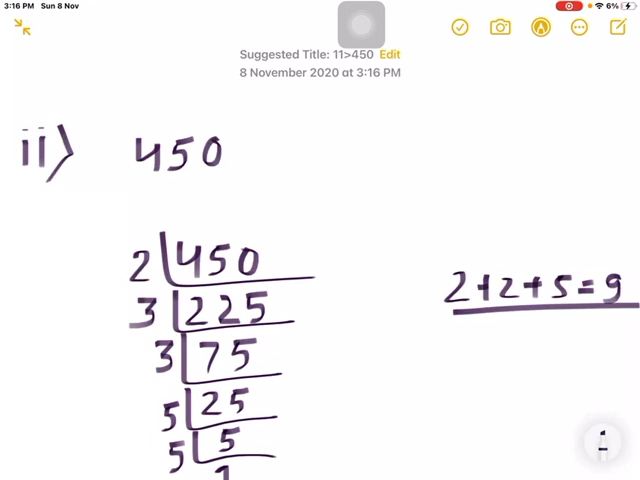 3:16 PM Sun 8 Nov
6%
Suggested Title: 11>450 Edit
8 November 2020 at 3:16 PM
ii) 450
2 450
3 225
3 75
5 25
5 5
1
2+2+5=9